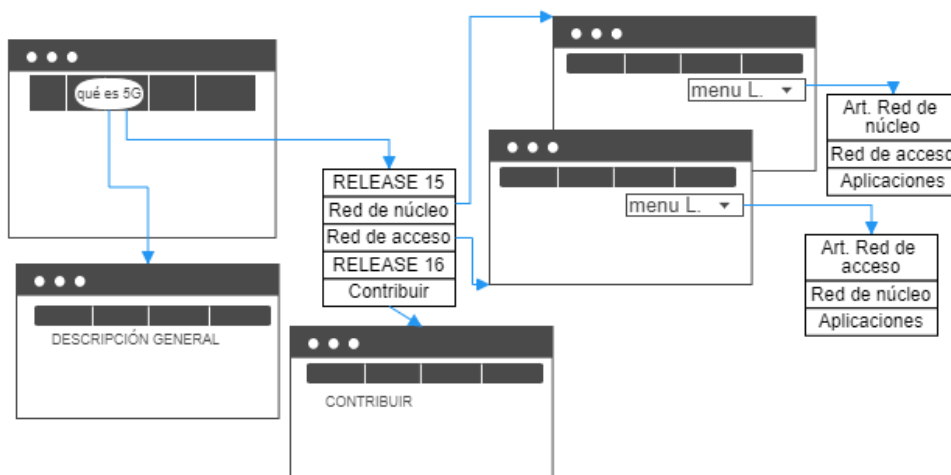 qué es 5G
DESCRIPCIÓN GENERAL
RELEASE 15
Red de núcleo
Red de acceso
RELEASE 16
Contribuir
CONTRIBUIR
menu L.
menu L.
Art. Red de
núcleo
Red de acceso
Aplicaciones
Art. Red de
acceso
Red de núcleo
Aplicaciones